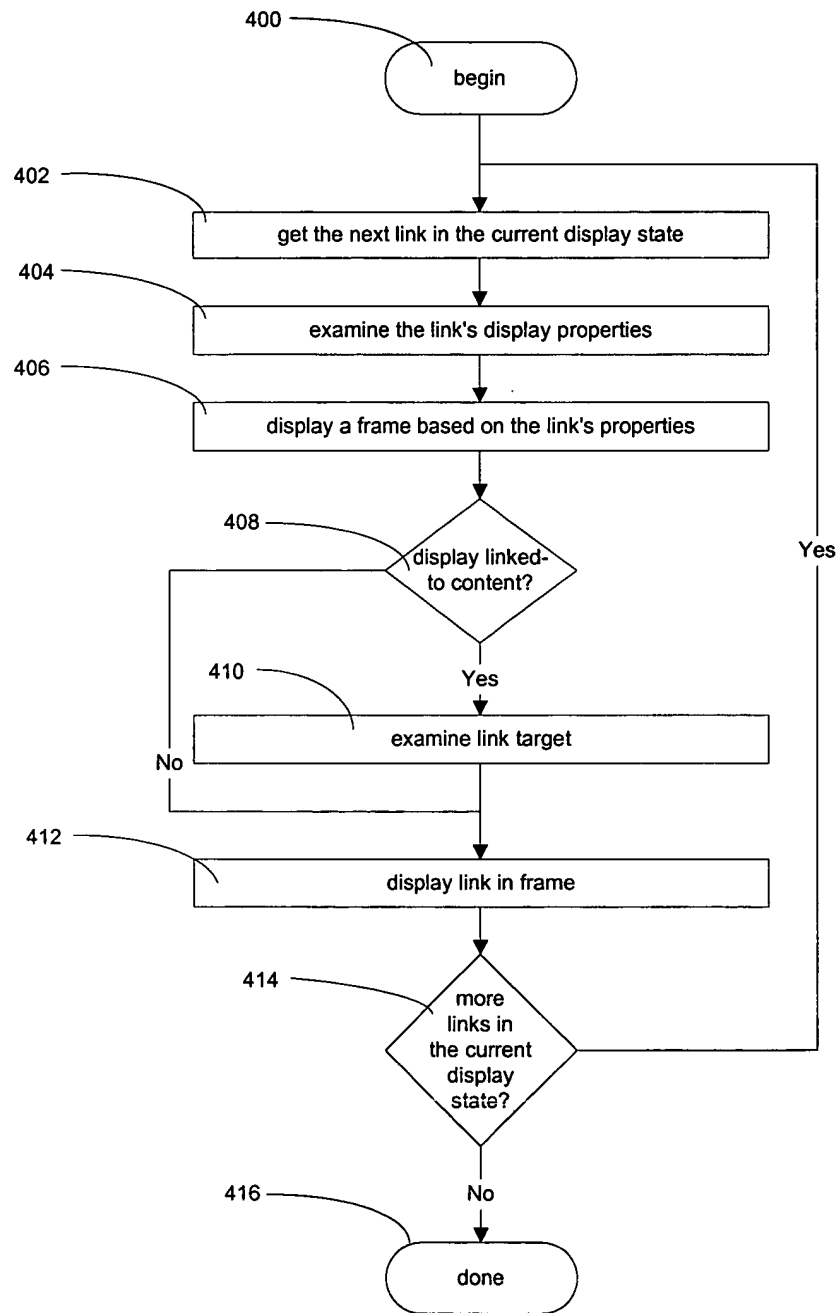 400
begin
402
get the next link in the current display state
404
examine the link's display properties
406
display a frame based on the link's properties
408
display linked-
to content?
Yes
Yes
410
examine link target
No
412
display link in frame
414
more
links in
the current
display
state?
No
416
done